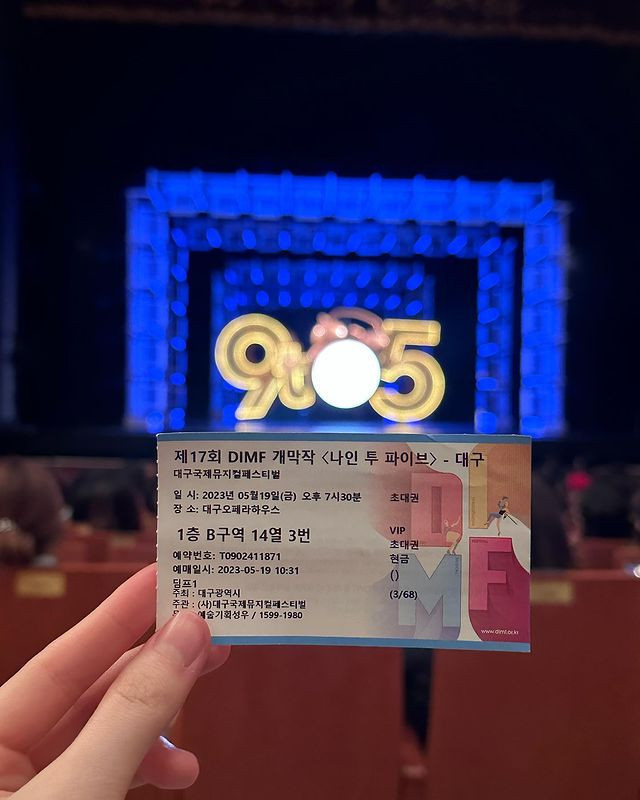 9to5
제17회 DIMF 개막작 <나인 투 파이브> - 대구
대구국제뮤지컬페스티벌
일 시: 2023년 05월19일(금) 오후 7시30분
초대권
장 소: 대구오페라하우스
1층 B구역 14열 3번
VIP
초대권
예약번호: T0902411871
현금
예매일시: 2023-05-19 10:31
()
딤프1
주최 : 대구광역시
(3/68)
주관 : (사)대구국제뮤지컬페스티벌
예술기획성우 / 1599-1980
DIMF
www.dimf.or.kr